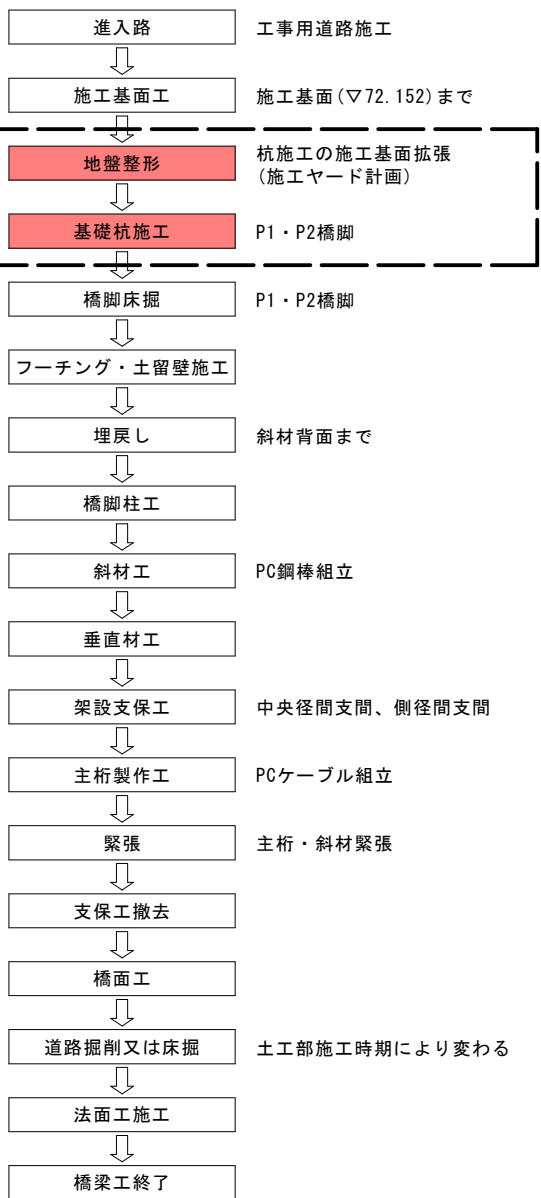 進入路 工事用道路施工
施工基面工 施工基面(▽72.152)まで
地盤整形 杭施工の施工基面拡張
(施工ヤード計画)
基礎杭施工 P1・P2橋脚
橋脚床掘 P1・P2橋脚
フーチング・土留壁施工
埋戻し 斜材背面まで
橋脚柱工
斜材工 PC鋼棒組立
垂直材工
架設支保工 中央径間支間、側径間支間
主桁製作工 PCケーブル組立
緊張 主桁・斜材緊張
支保工撤去
橋面工
道路掘削又は床掘 土工部施工時期により変わる
法面工施工
橋梁工終了